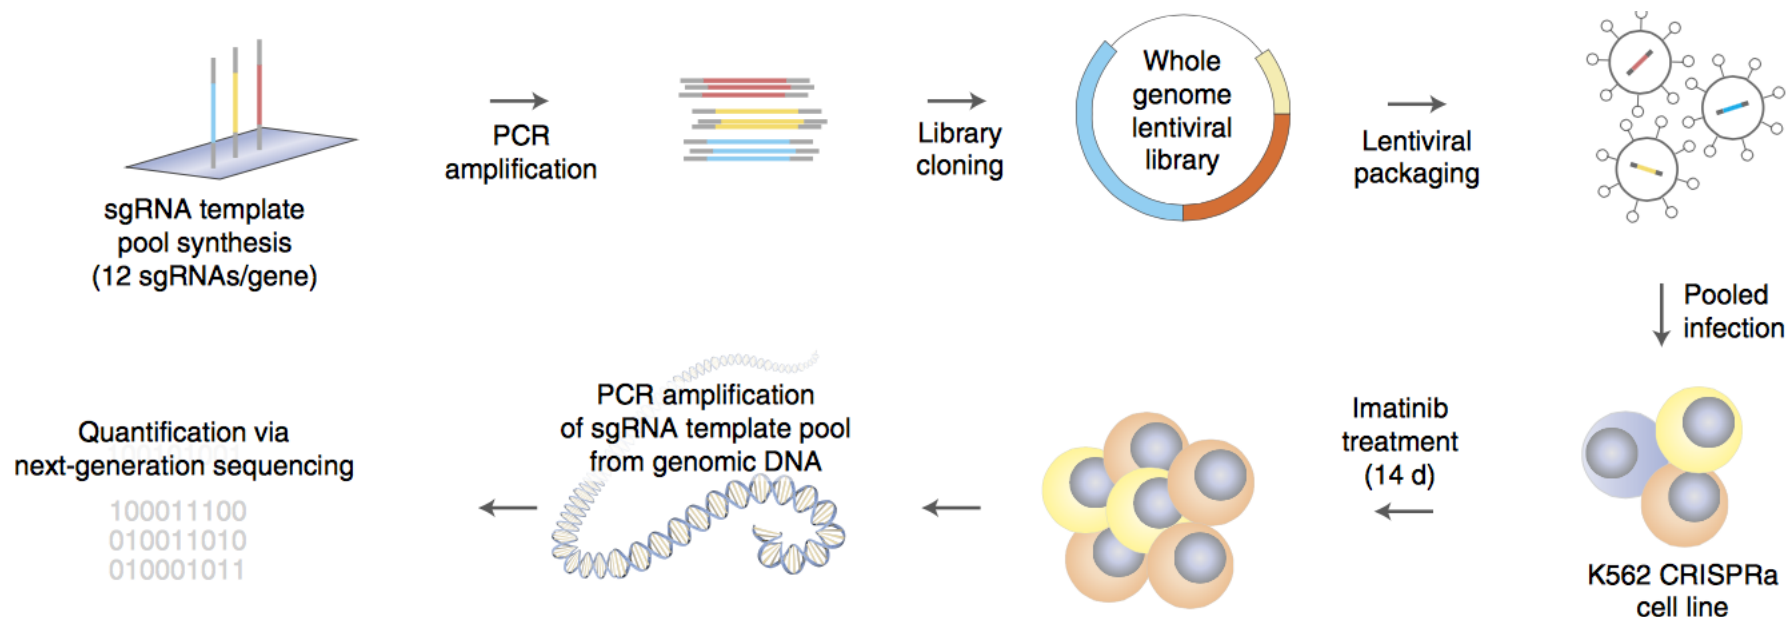 sgRNA template
pool synthesis
(12 sgRNAs/gene)
PCR
amplification
Library
cloning
Whole
genome
lentiviral
library
Lentiviral
packaging
Pooled
infection
K562 CRISPRa
cell line
Imatinib
treatment
(14 d)
PCR amplification
of sgRNA template pool
from genomic DNA
Quantification via
next-generation sequencing
100011100
010011010
010001011